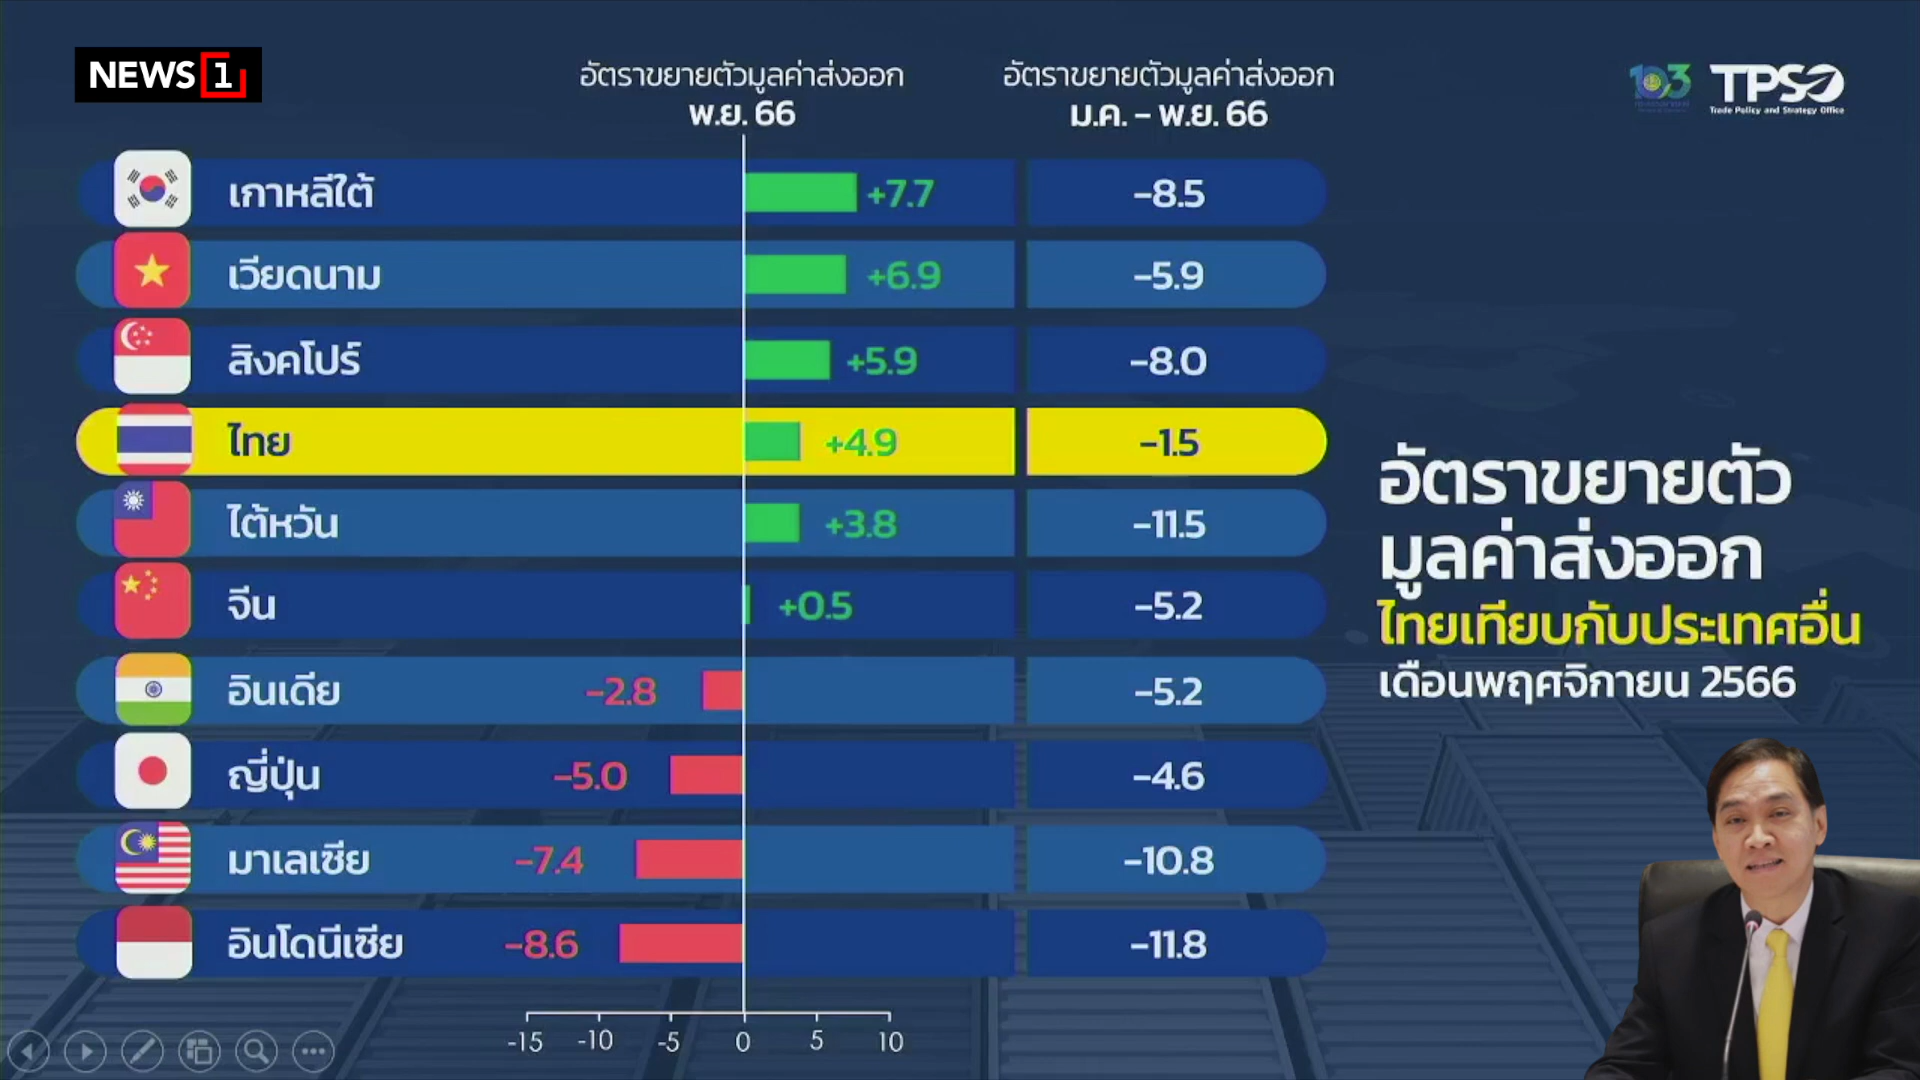 NEWS 1
อัตราขยายตัวมูลค่าส่งออก
พ.ย. 66
อัตราขยายตัวมูลค่าส่งออก
ม.ค. - พ.ย. 66
TPSO
Trade Policy and Strategy Office
เกาหลีใต้ +7.7 -8.5
เวียดนาม +6.9 -5.9
สิงคโปร์ +5.9 -8.0
ไทย +4.9 -1.5
ไต้หวัน +3.8 -11.5
จีน +0.5 -5.2
อินเดีย -2.8 -5.2
ญี่ปุ่น -5.0 -4.6
มาเลเซีย -7.4 -10.8
อินโดนีเซีย -8.6 -11.8
-15 -10 -5 0 5 10
อัตราขยายตัว
มูลค่าส่งออก
ไทยเทียบกับประเทศอื่น
เดือนพฤศจิกายน 2566